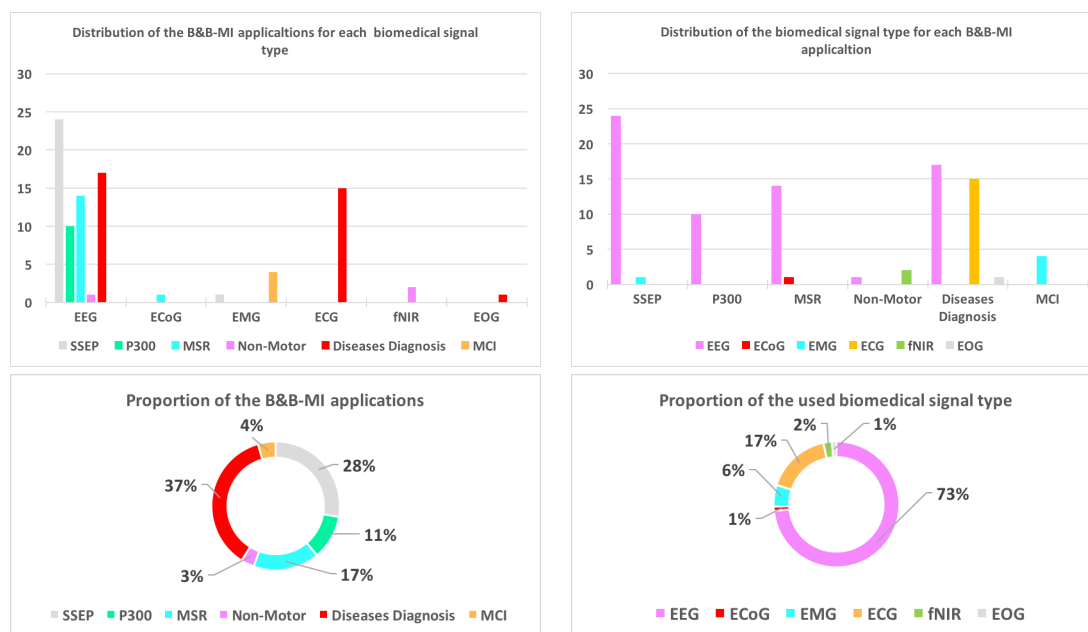 Distribution of the B&B-MI applicaltions for each biomedical signal
type
30
25
20
15
10
5
0
EEG ECoG EMG ECG fNIR EOG
SSEP P300 MSR Non-Motor Diseases Diagnosis MCI
Distribution of the biomedical signal type for each B&B-MI
applicaltion
30
25
20
15
10
5
0
SSEP P300 MSR Non-Motor Diseases MCI
Diagnosis
EEG ECoG EMG ECG fNIR EOG
Proportion of the B&B-MI applications
4%
28%
37%
11%
3%
17%
SSEP P300 MSR Non-Motor Diseases Diagnosis MCI
Proportion of the used biomedical signal type
2% 1%
17%
6%
73%
1%
EEG ECoG EMG ECG fNIR EOG